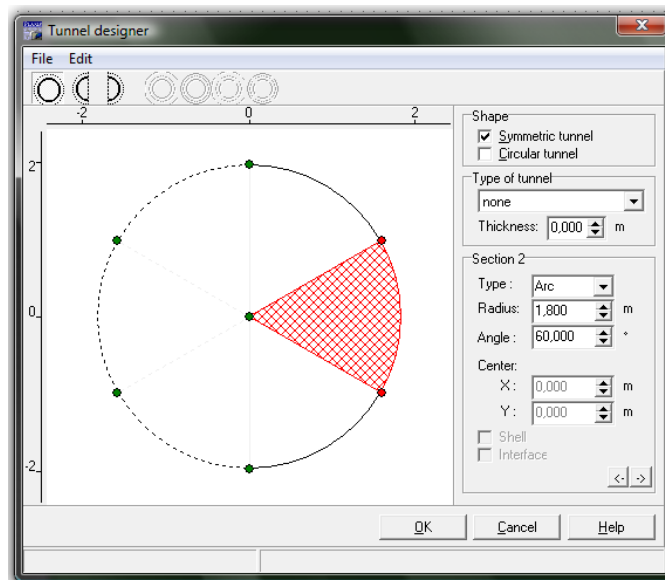 Tunnel designer
File Edit
-2 0 2
2
0
-2
Shape
Symmetric tunnel
Circular tunnel
Type of tunnel
none
Thickness: 0,000 m
Section 2
Type : Arc
Radius: 1,800 m
Angle : 60,000 °
Center:
X : 0,000 m
Y : 0,000 m
Shell
Interface
<- ->
OK Cancel Help